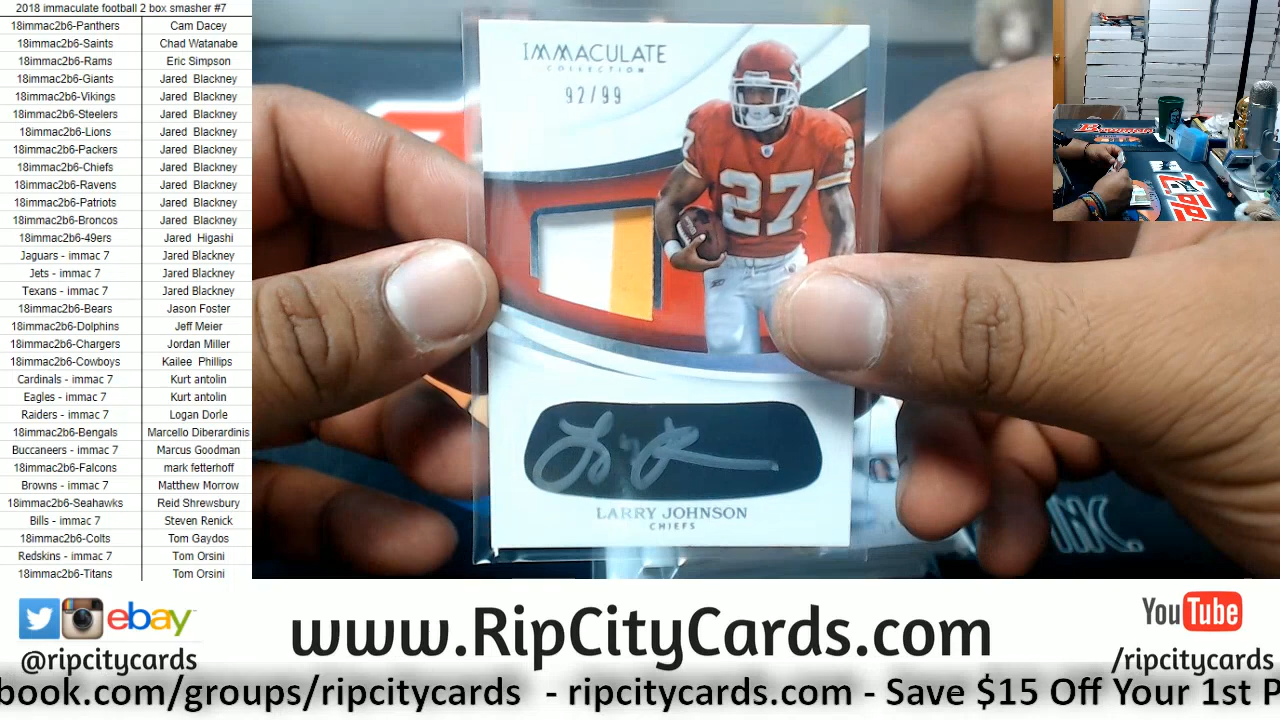 2018 immaculate football 2 box smasher #7
18immac2b6-Panthers Cam Dacey
18immac2b6-Saints Chad Watanabe
18immac2b6-Rams Eric Simpson
18immac2b6-Giants Jared Blackney
18immac2b6-Vikings Jared Blackney
18immac2b6-Steelers Jared Blackney
18immac2b6-Lions Jared Blackney
18immac2b6-Packers Jared Blackney
18immac2b6-Chiefs Jared Blackney
18immac2b6-Ravens Jared Blackney
18immac2b6-Patriots Jared Blackney
18immac2b6-Broncos Jared Blackney
18immac2b6-49ers Jared Higashi
Jaguars - immac 7 Jared Blackney
Jets - immac 7 Jared Blackney
Texans - immac 7 Jared Blackney
18immac2b6-Bears Jason Foster
18immac2b6-Dolphins Jeff Meier
18immac2b6-Chargers Jordan Miller
18immac2b6-Cowboys Kailee Phillips
Cardinals - immac 7 Kurt antolin
Eagles - immac 7 Kurt antolin
Raiders - immac 7 Logan Dorle
18immac2b6-Bengals Marcello Diberardinis
Buccaneers - immac 7 Marcus Goodman
18immac2b6-Falcons mark fetterhoff
Browns - immac 7 Matthew Morrow
18immac2b6-Seahawks Reid Shrewsbury
Bills - immac 7 Steven Renick
18immac2b6-Colts Tom Gaydos
Redskins - immac 7 Tom Orsini
18immac2b6-Titans Tom Orsini
IMMACULATE
COLLECTION
92/99
27
27
LARRY JOHNSON
CHIEFS
Bowman
ebay
@ripcitycards
www.RipCityCards.com
YouTube
/ripcitycards
book.com/groups/ripcitycards - ripcitycards.com - Save $15 Off Your 1st P